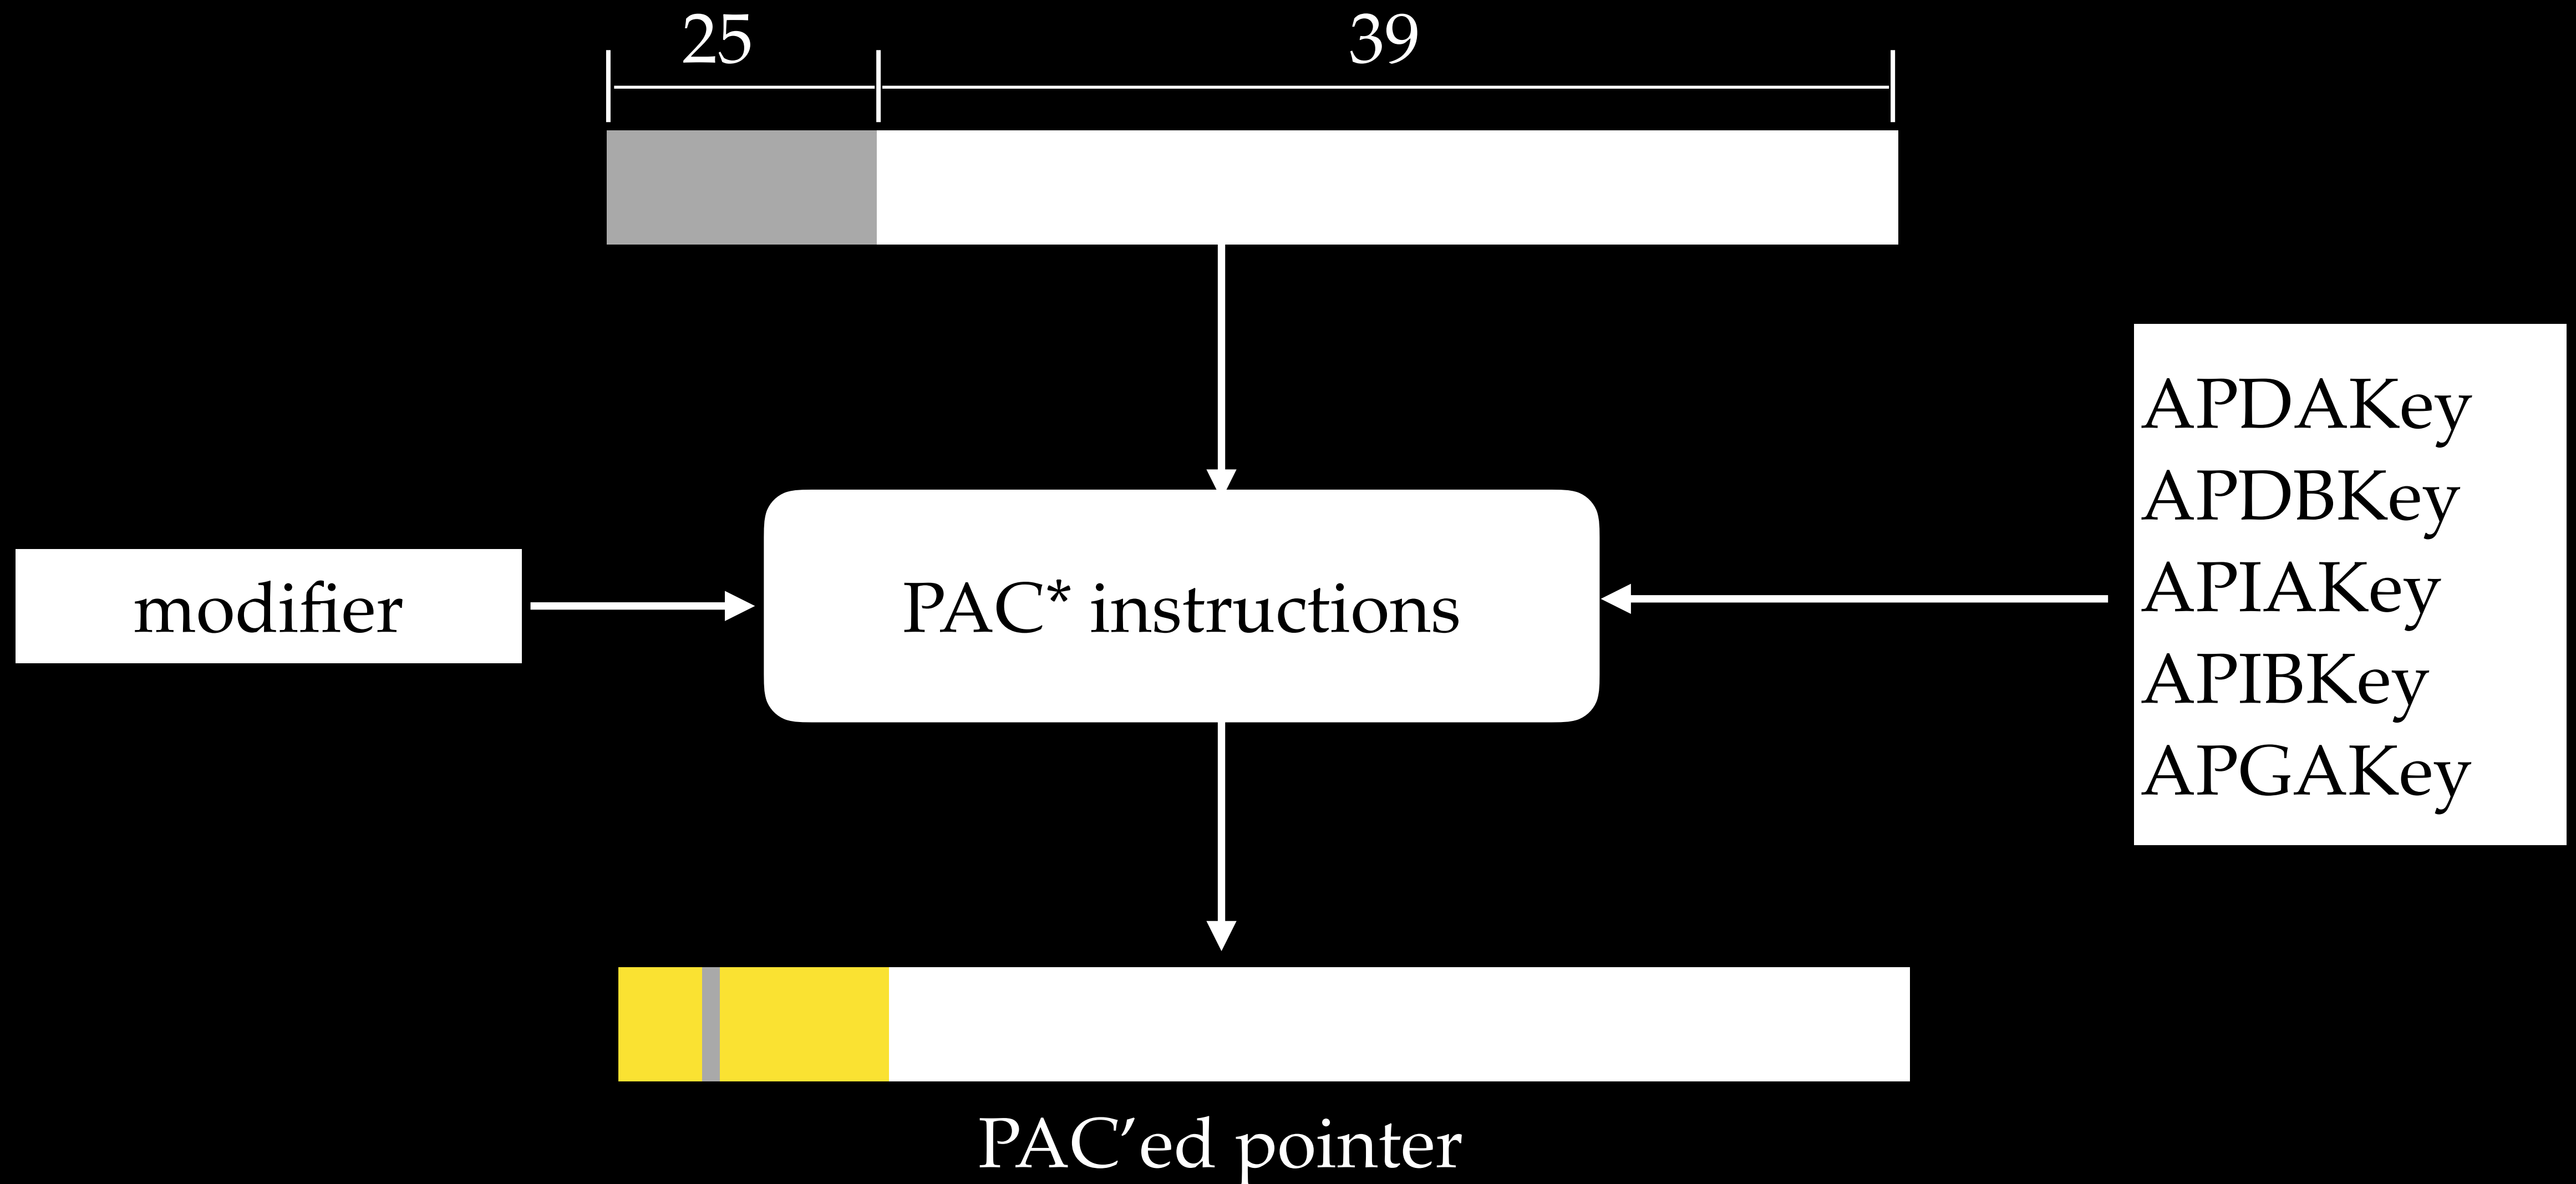 25
39
modifier
PAC* instructions
APDAKey
APDBKey
APIAKey
APIBKey
APGAKey
PAC’ed pointer